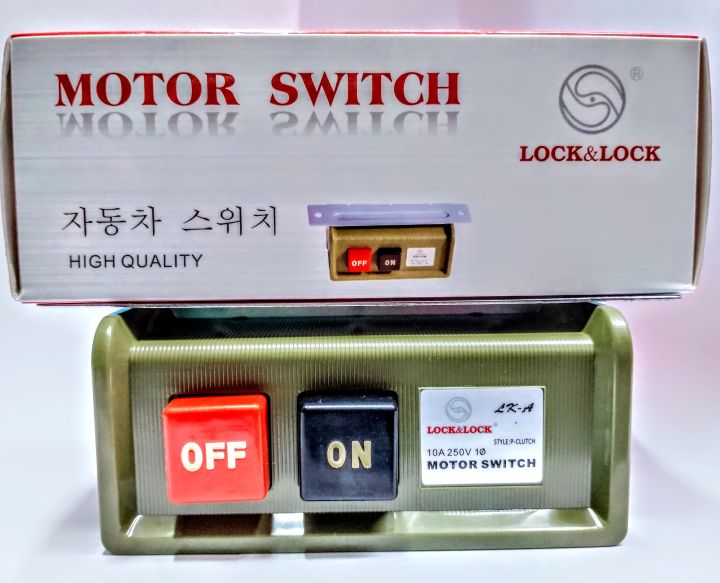 MOTOR SWITCH
®
LOCK&LOCK
자동차 스위치
HIGH QUALITY
OFF
ON
OFF
ON
LK-A
LOCK&LOCK®
STYLE:P-CLUTCH
10A 250V 1Ø
MOTOR SWITCH